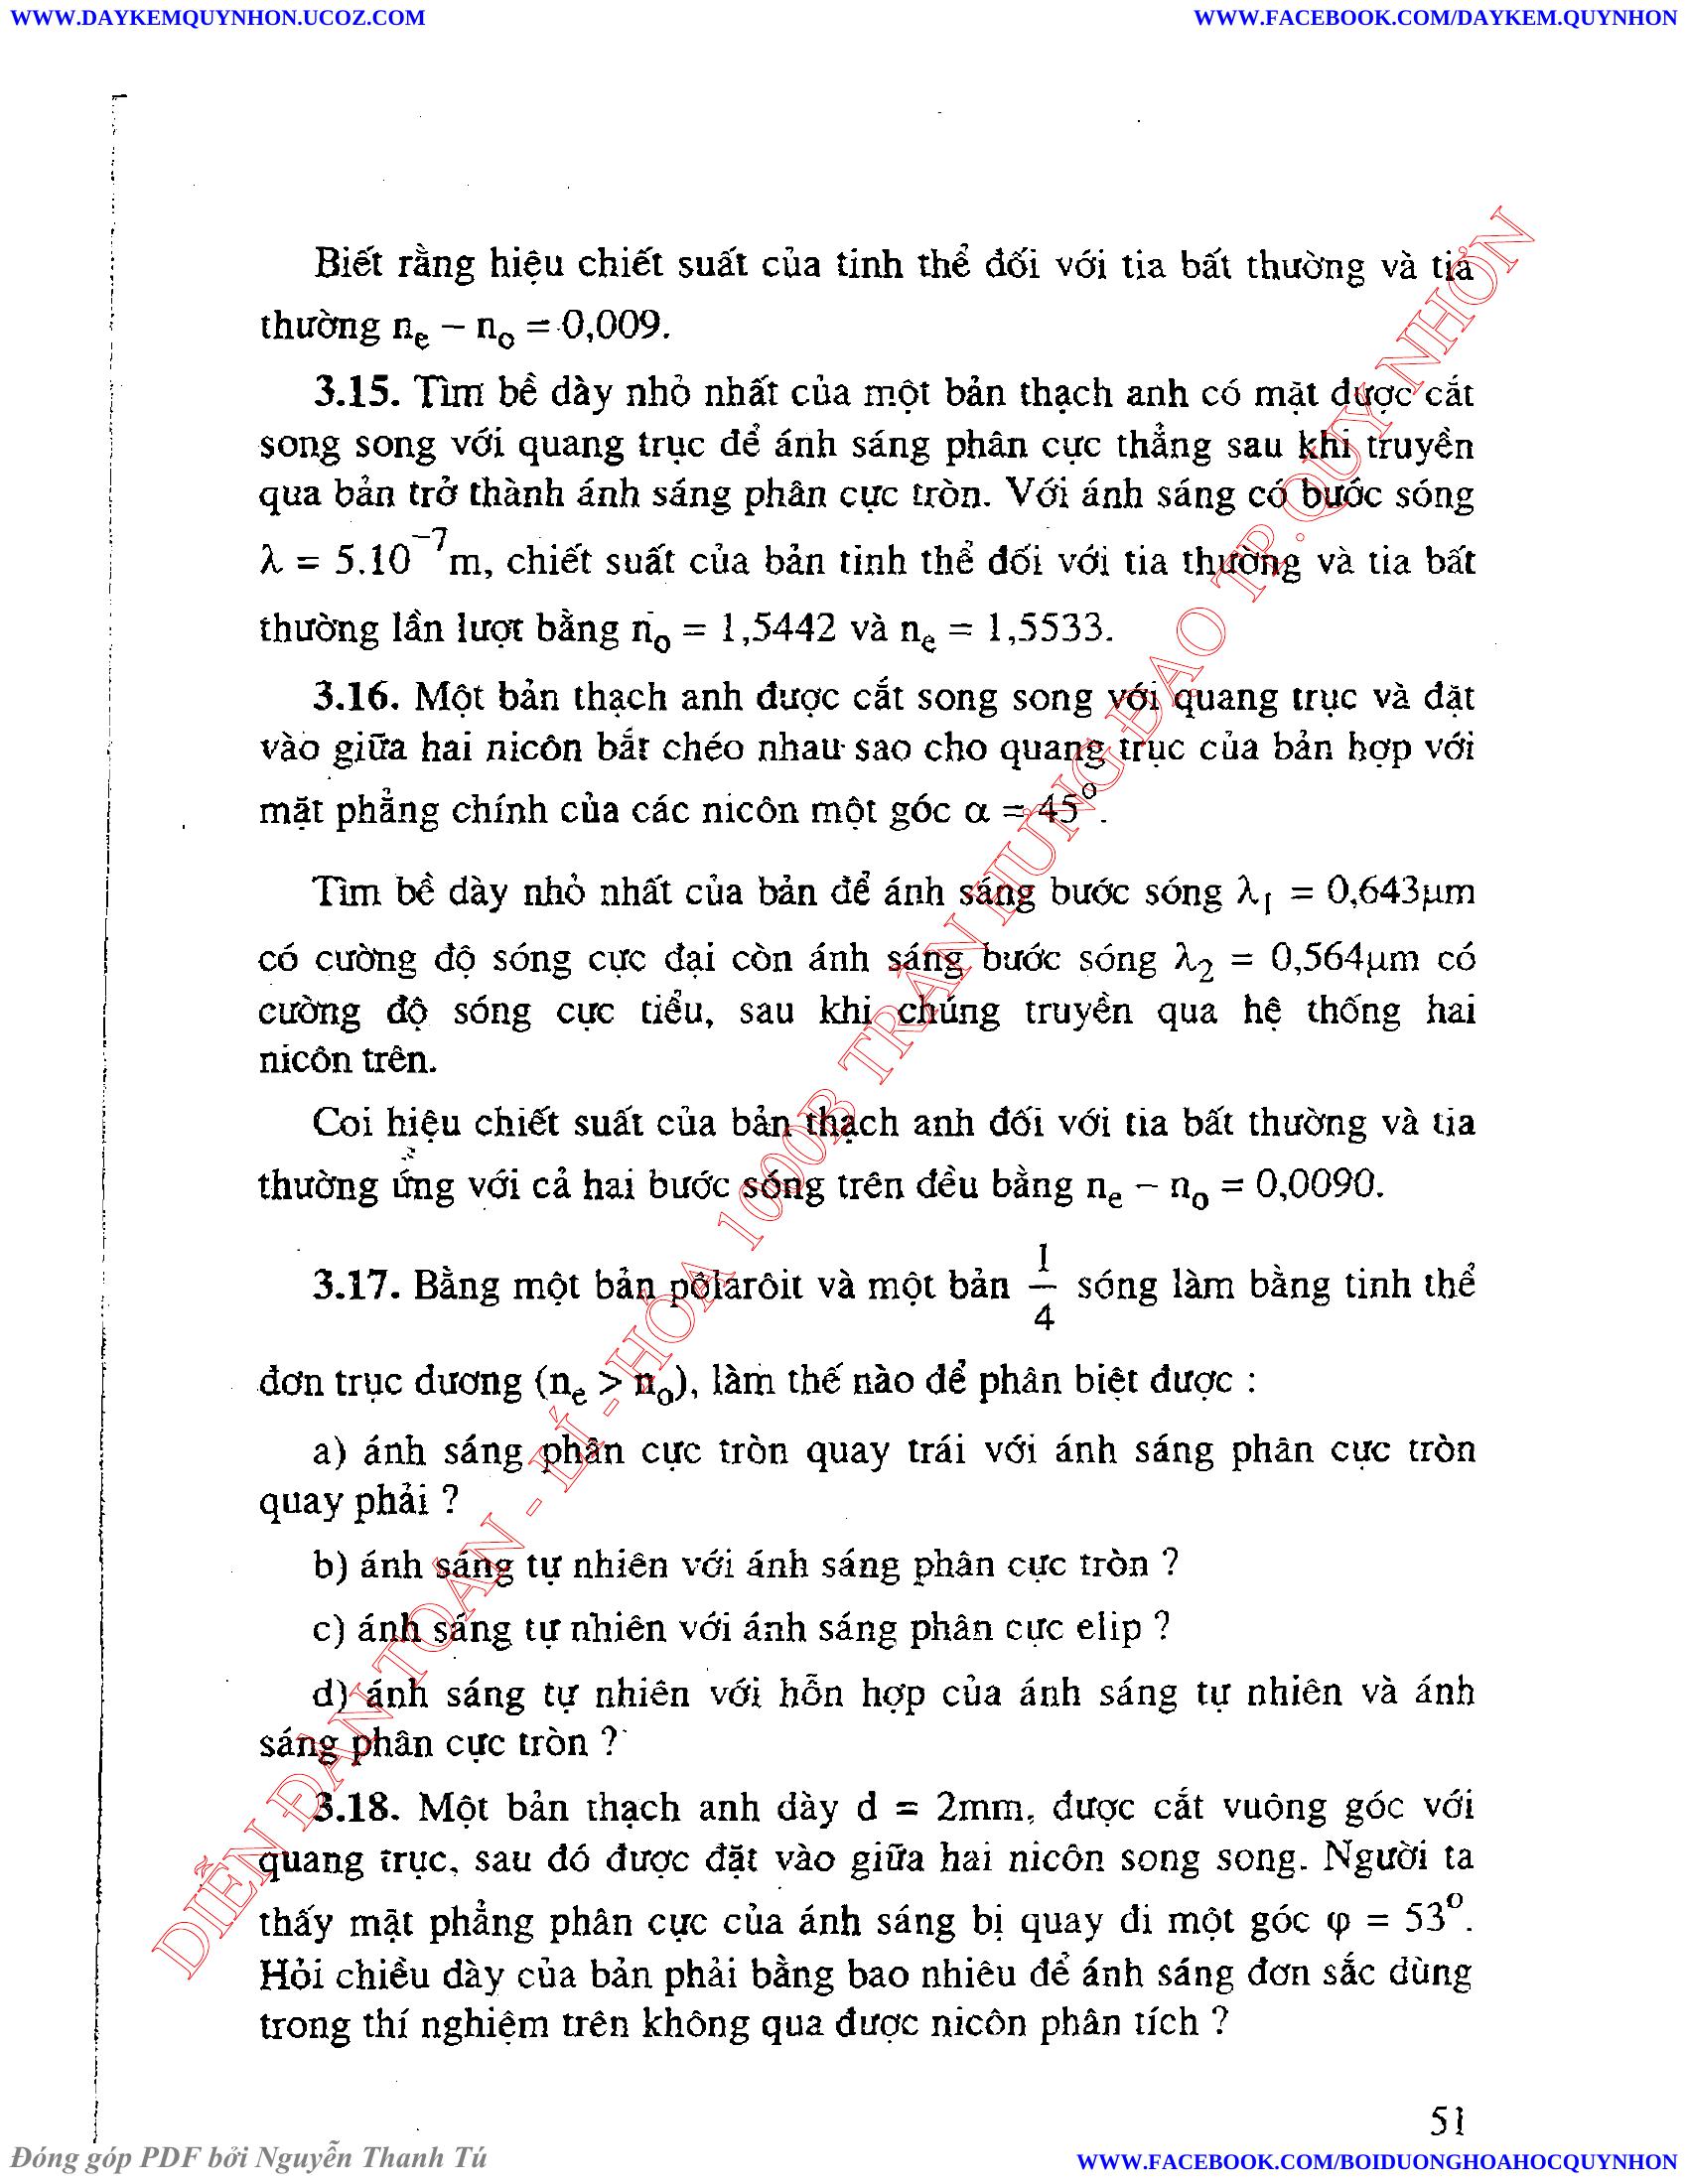 WWW.DAYKEMQUYNHON.UCOZ.COM
WWW.FACEBOOK.COM/DAYKEM.QUYNHON
Biết rằng hiệu chiết suất của tinh thể đối với tia bất thường và tia
thường nₑ − nₒ = 0,009.
3.15. Tìm bề dày nhỏ nhất của một bản thạch anh có mặt được cắt
song song với quang trục để ánh sáng phân cực thẳng sau khi truyền
qua bản trở thành ánh sáng phân cực tròn. Với ánh sáng có bước sóng
λ = 5.10⁻⁷m, chiết suất của bản tinh thể đối với tia thường và tia bất
thường lần lượt bằng nₒ = 1,5442 và nₑ = 1,5533.
3.16. Một bản thạch anh được cắt song song với quang trục và đặt
vào giữa hai nicôn bắt chéo nhau sao cho quang trục của bản hợp với
mặt phẳng chính của các nicôn một góc α = 45°.
Tìm bề dày nhỏ nhất của bản để ánh sáng bước sóng λ₁ = 0,643μm
có cường độ sóng cực đại còn ánh sáng bước sóng λ₂ = 0,564μm có
cường độ sóng cực tiểu, sau khi chúng truyền qua hệ thống hai
nicôn trên.
Coi hiệu chiết suất của bản thạch anh đối với tia bất thường và tia
thường ứng với cả hai bước sóng trên đều bằng nₑ − nₒ = 0,0090.
3.17. Bằng một bản pôlarôit và một bản 1/4 sóng làm bằng tinh thể
đơn trục dương (nₑ > nₒ), làm thế nào để phân biệt được :
a) ánh sáng phân cực tròn quay trái với ánh sáng phân cực tròn
quay phải ?
b) ánh sáng tự nhiên với ánh sáng phân cực tròn ?
c) ánh sáng tự nhiên với ánh sáng phân cực elip ?
d) ánh sáng tự nhiên với hỗn hợp của ánh sáng tự nhiên và ánh
sáng phân cực tròn ?
3.18. Một bản thạch anh dày d = 2mm, được cắt vuông góc với
quang trục, sau đó được đặt vào giữa hai nicôn song song. Người ta
thấy mặt phẳng phân cực của ánh sáng bị quay đi một góc φ = 53°.
Hỏi chiều dày của bản phải bằng bao nhiêu để ánh sáng đơn sắc dùng
trong thí nghiệm trên không qua được nicôn phân tích ?
51
DIỄN ĐÀN TOÁN - LÍ - HÓA 1000B TRẦN HƯNG ĐẠO TP.QUY NHƠN
Đóng góp PDF bởi Nguyễn Thanh Tú
WWW.FACEBOOK.COM/BOIDUONGHOAHOCQUYNHON